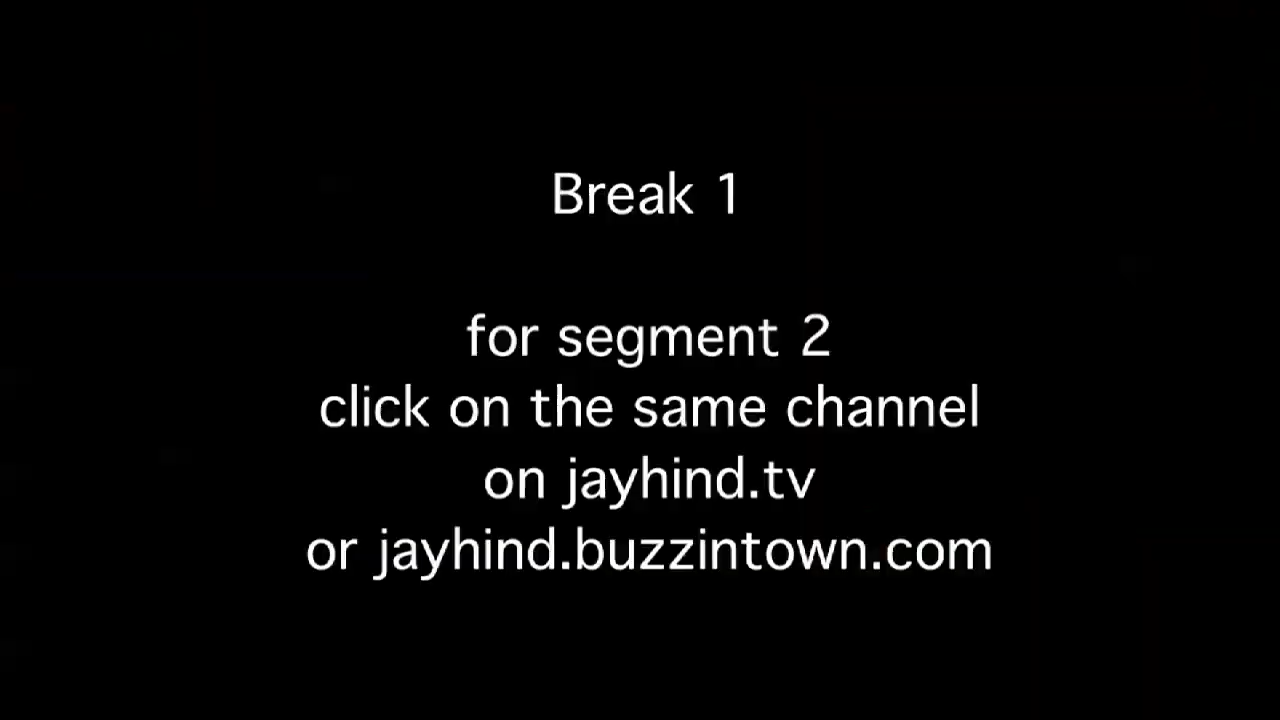 Break 1
for segment 2
click on the same channel
on jayhind.tv
or jayhind.buzzintown.com